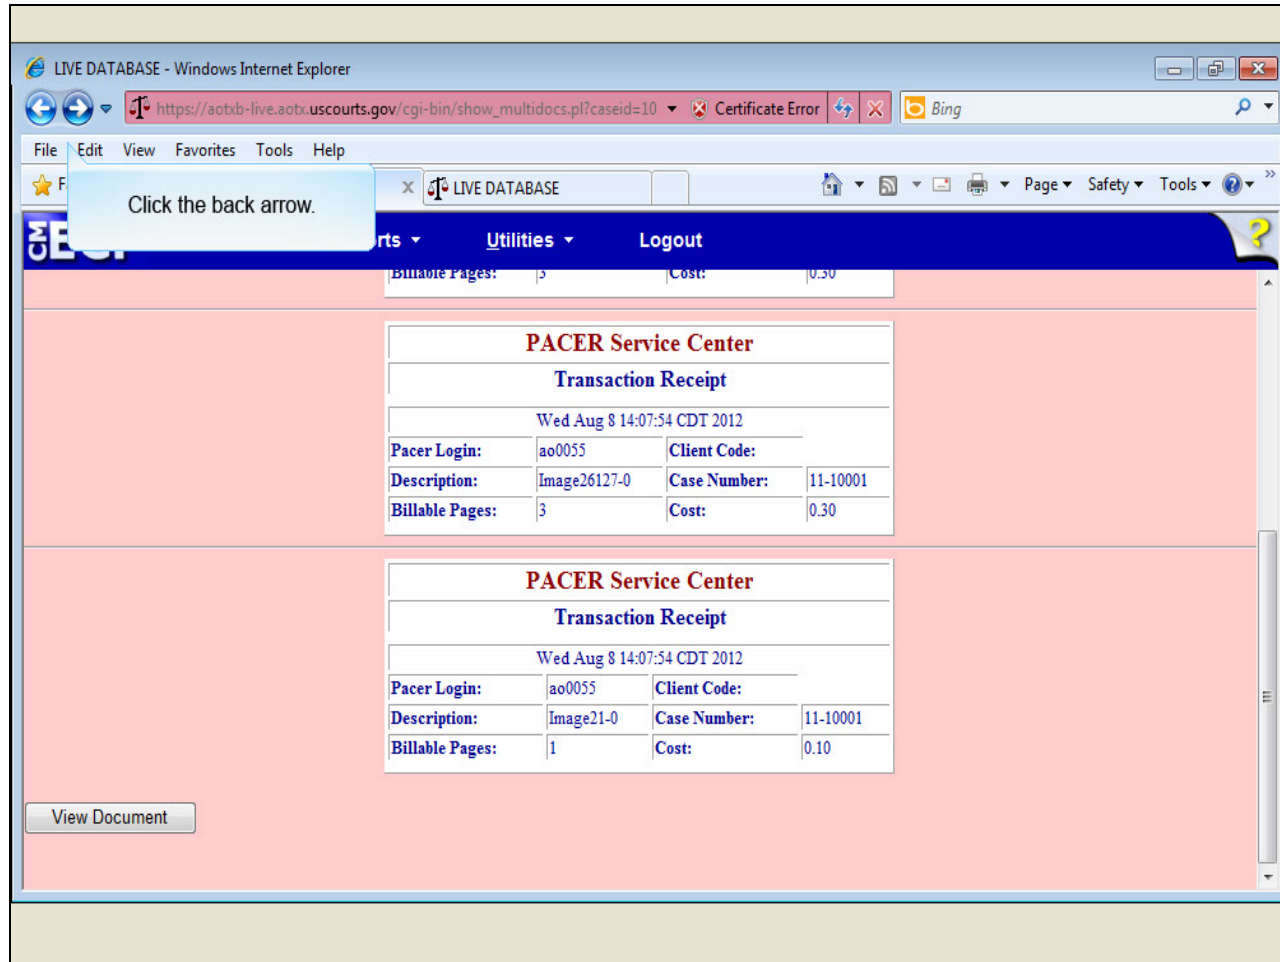 LIVE DATABASE - Windows Internet Explorer
https://aotxb-live.aotx.uscourts.gov/cgi-bin/show_multidocs.pl?caseid=10 Certificate Error Bing
File Edit View Favorites Tools Help
F x LIVE DATABASE Page Safety Tools
Click the back arrow.
CM Utilities Logout ?
Billable Pages: 3 Cost: 0.30
PACER Service Center
Transaction Receipt
Wed Aug 8 14:07:54 CDT 2012
Pacer Login: ao0055 Client Code:
Description: Image26127-0 Case Number: 11-10001
Billable Pages: 3 Cost: 0.30
PACER Service Center
Transaction Receipt
Wed Aug 8 14:07:54 CDT 2012
Pacer Login: ao0055 Client Code:
Description: Image21-0 Case Number: 11-10001
Billable Pages: 1 Cost: 0.10
View Document